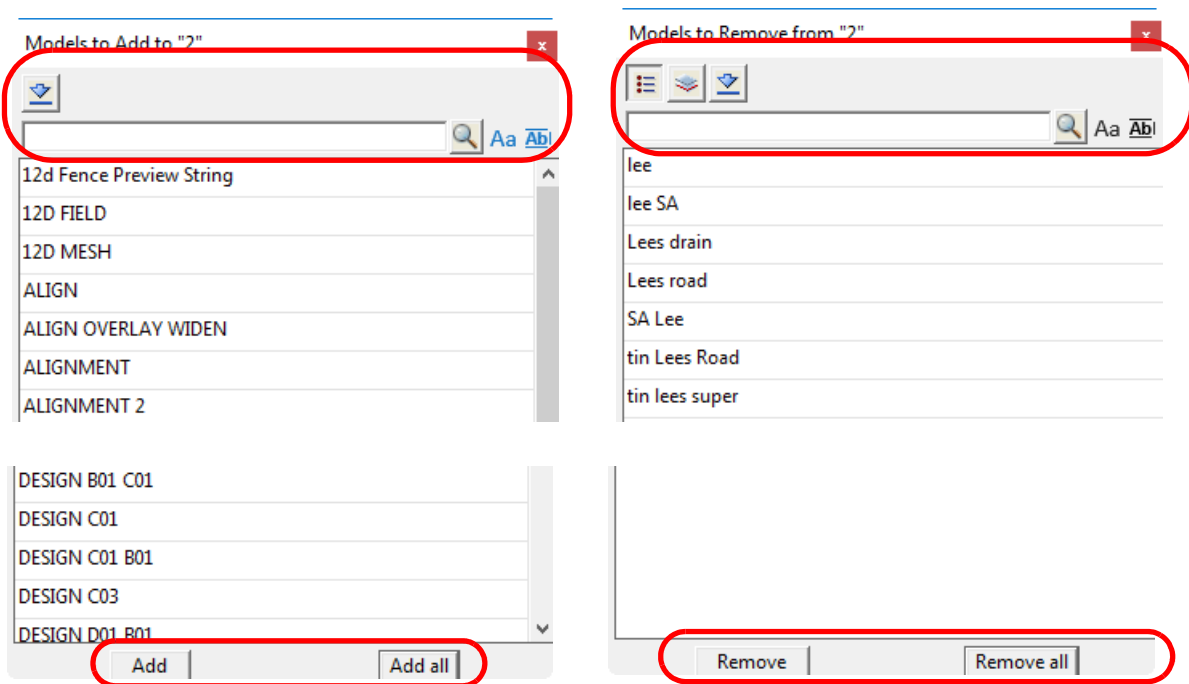 Models to Add to "2"
x
Aa Ab
12d Fence Preview String
12D FIELD
12D MESH
ALIGN
ALIGN OVERLAY WIDEN
ALIGNMENT
ALIGNMENT 2
DESIGN B01 C01
DESIGN C01
DESIGN C01 B01
DESIGN C03
DESIGN D01 B01
Add Add all
Models to Remove from "2"
x
Aa Ab
lee
lee SA
Lees drain
Lees road
SA Lee
tin Lees Road
tin lees super
Remove Remove all